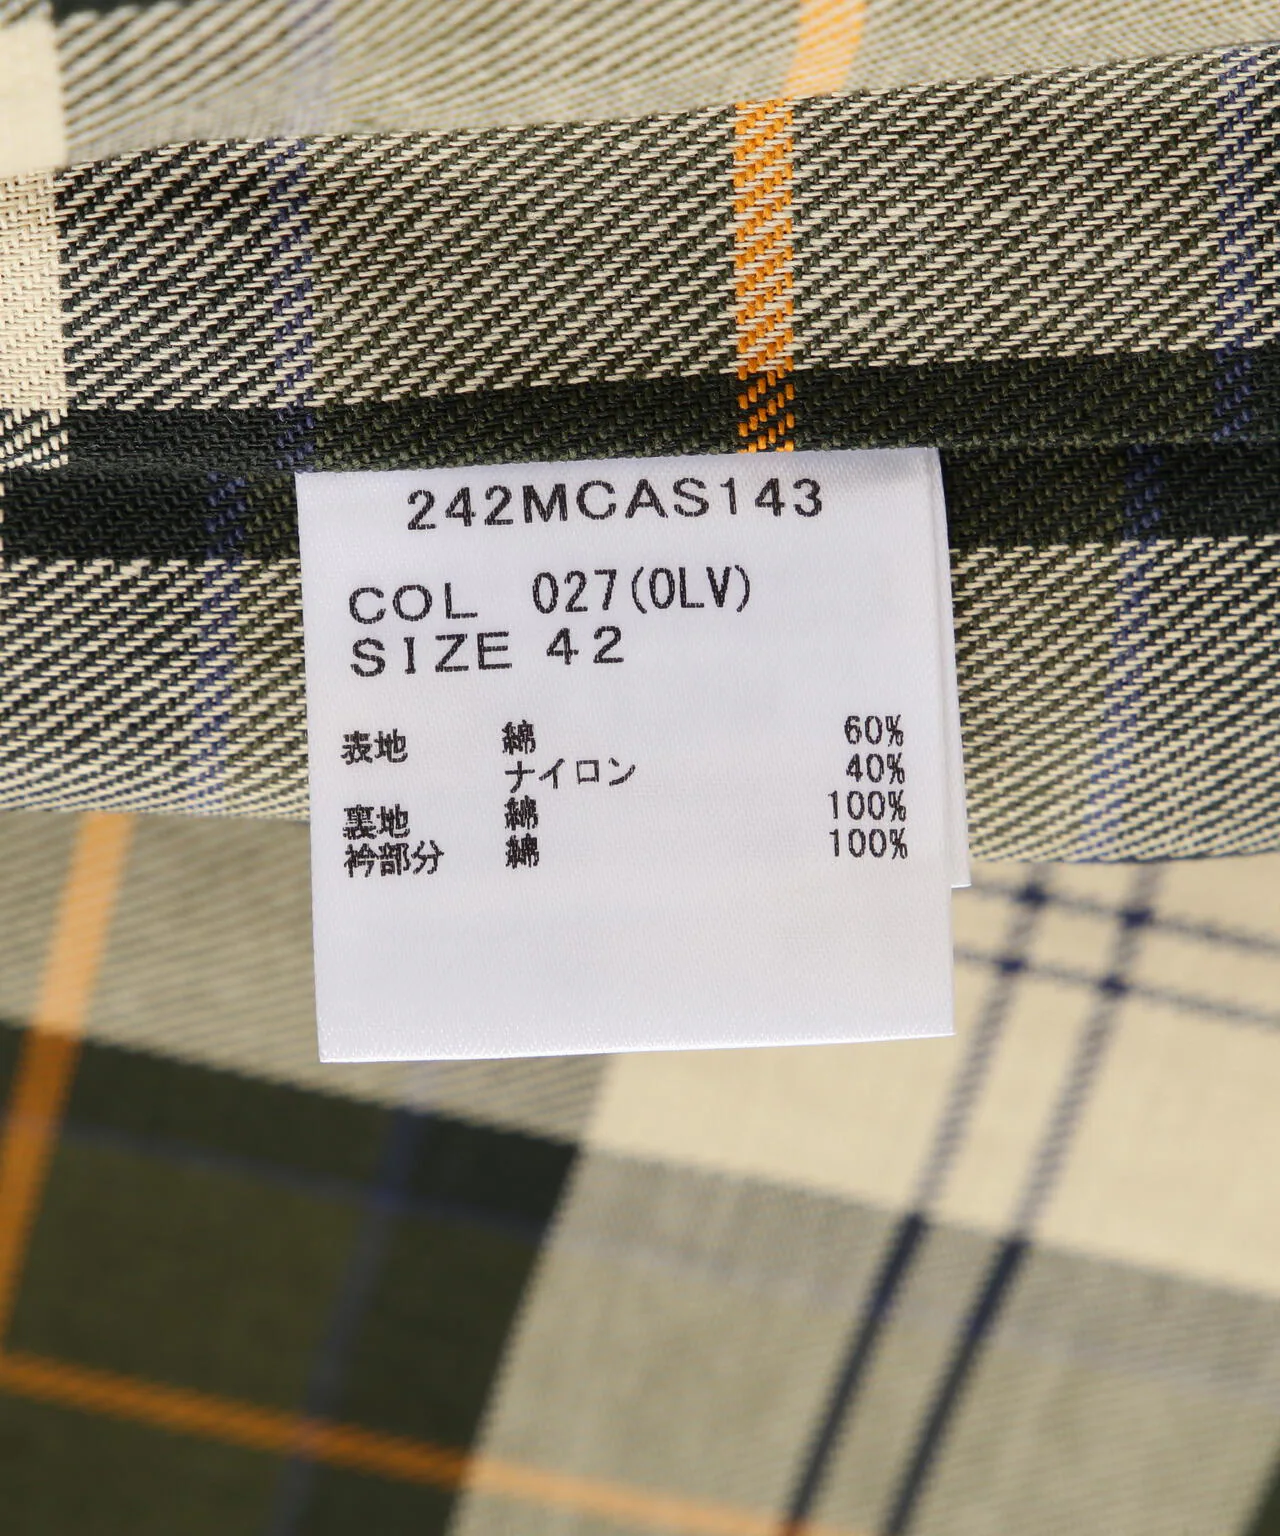 242MCAS143
COL 027(OLV)
SIZE 42
表地 綿 60%
ナイロン 40%
裏地 綿 100%
衿部分 綿 100%